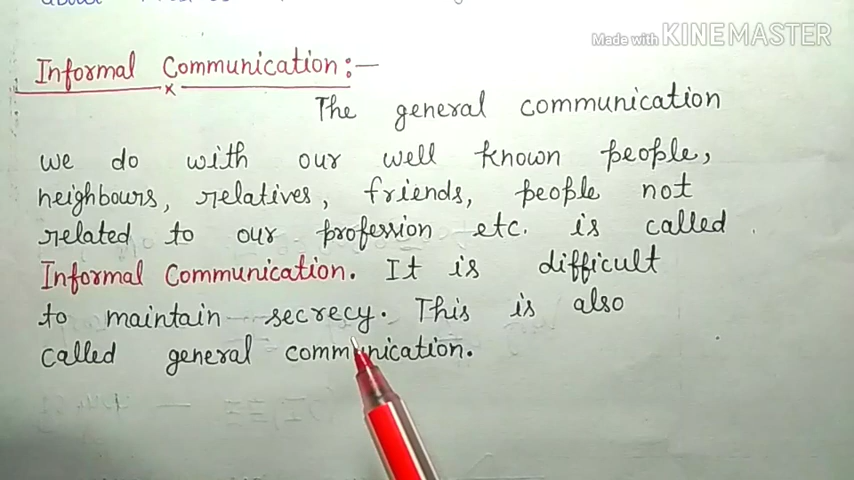 Made with KINEMASTER
Informal Communication:-
The general communication
we do with our well known people,
neighbours, relatives, friends, people not
related to our profession etc. is called
Informal Communication. It is difficult
to maintain secrecy. This is also
called general communication.